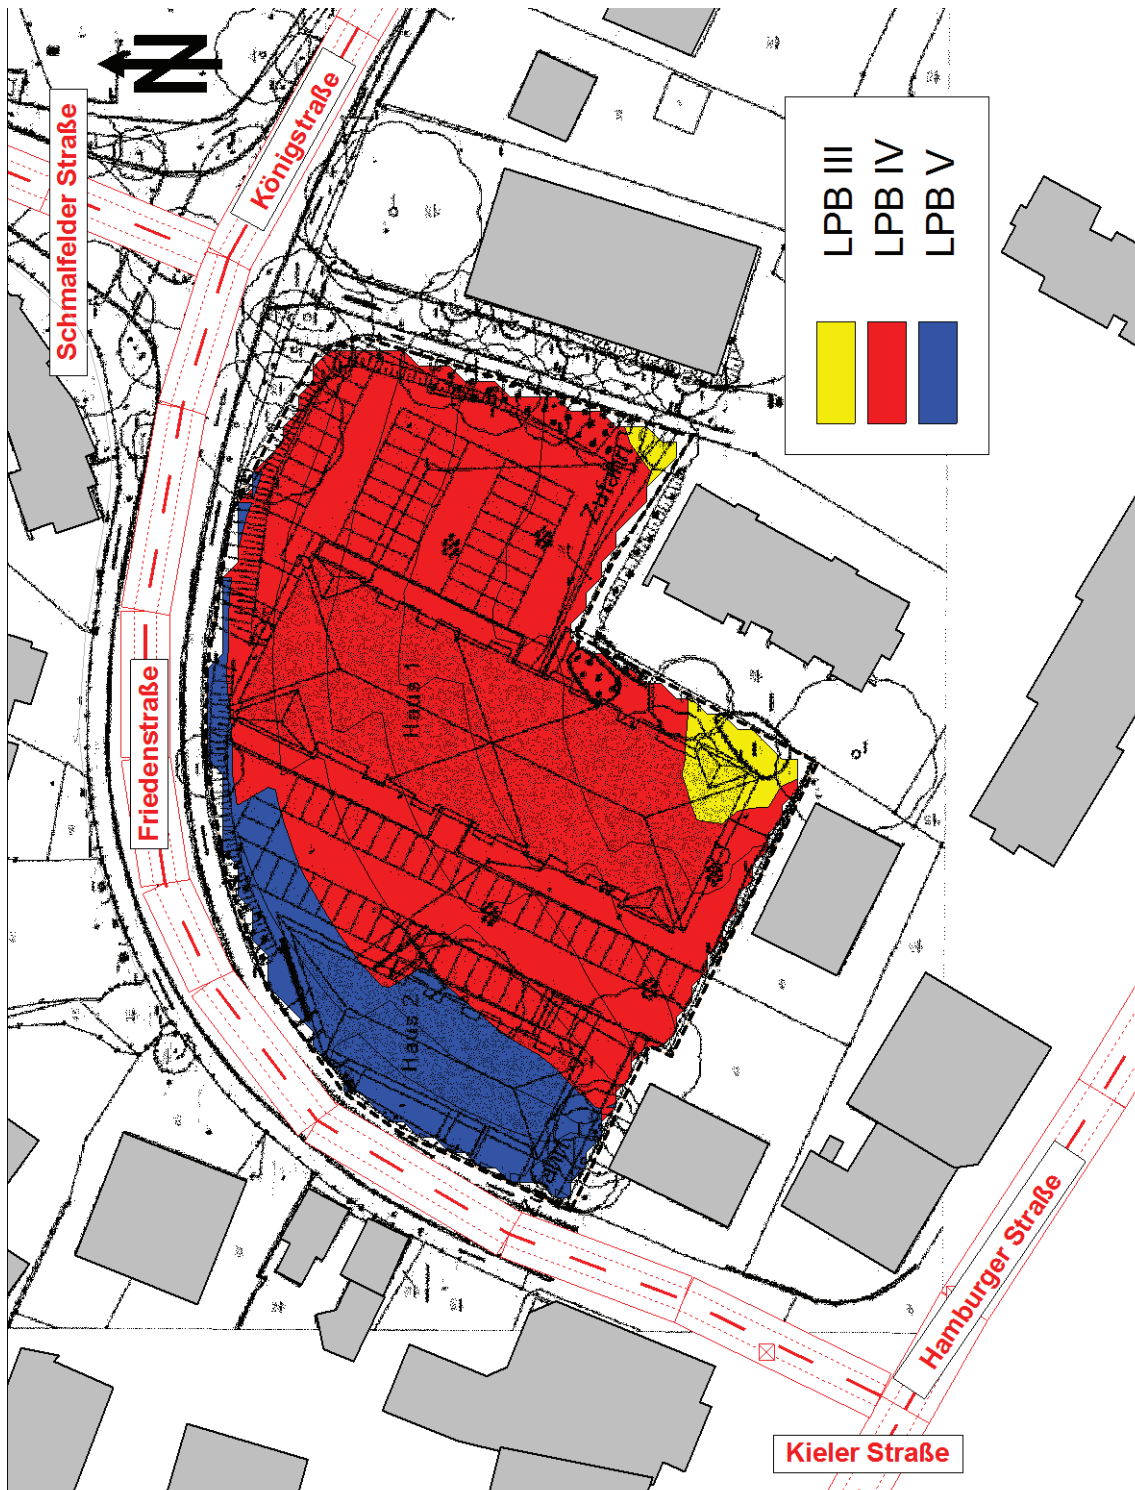 N
Schmalfelder Straße
Königstraße
LPB III
LPB IV
LPB V
Friedenstraße
Zufahrt
Haus 1
Haus 2
Hamburger Straße
Kieler Straße